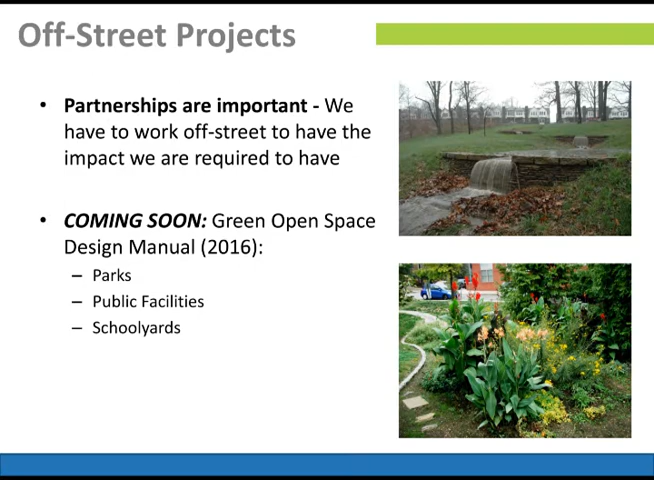 Off-Street Projects
• Partnerships are important - We
have to work off-street to have the
impact we are required to have
• COMING SOON: Green Open Space
Design Manual (2016):
– Parks
– Public Facilities
– Schoolyards